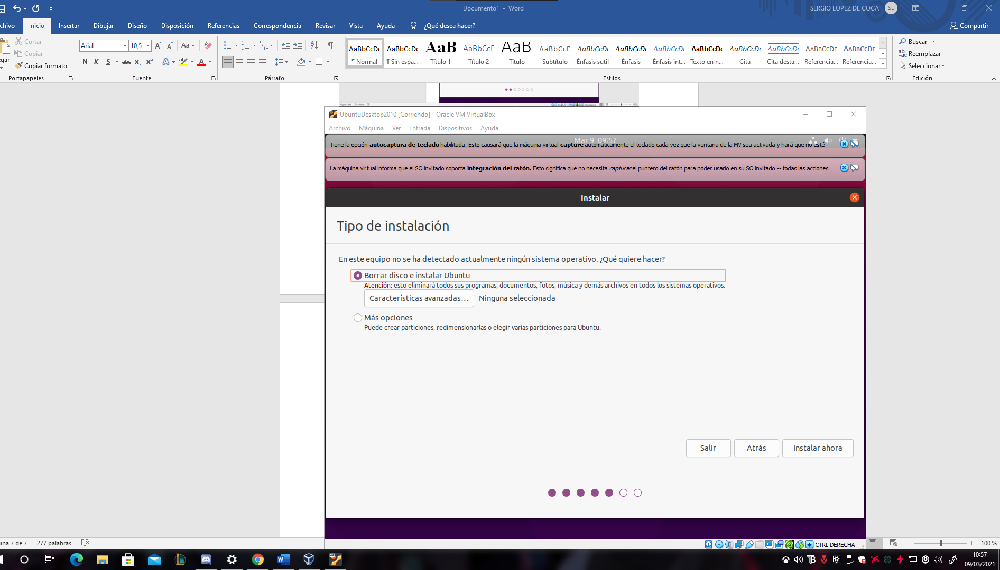 Documento1 - Word
SERGIO LOPEZ DE COCA
SL
chivo Inicio Insertar Dibujar Diseño Disposición Referencias Correspondencia Revisar Vista Ayuda ¿Qué desea hacer? Compartir
Cortar
Copiar
egar
Copiar formato
Portapapeles
Arial 10,5
Aa
N K S abc x₂ x²
Fuente
Párrafo
AaBbCcDc AaBbCcDc AaB AaBbCcD AaB AaBbCcD AaBbCcDc AaBbCcDc AaBbCcDc AaBbCcDc AaBbCcDc AaBbCcDc AABBCCDD AABBCCDD
¶ Normal ¶ Sin espa... Título 1 Título 2 Título Subtítulo Énfasis sutil Énfasis Énfasis int... Texto en n... Cita Cita desta... Referencia... Referencia...
Estilos
Buscar
Reemplazar
Seleccionar
Edición
UbuntuDesktop2010 [Corriendo] - Oracle VM VirtualBox
Archivo Máquina Ver Entrada Dispositivos Ayuda
Mar 9 09:57
Tiene la opción autocaptura de teclado habilitada. Esto causará que la máquina virtual capture automáticamente el teclado cada vez que la ventana de la MV sea activada y hará que no esté
La máquina virtual informa que el SO invitado soporta integración del ratón. Esto significa que no necesita capturar el puntero del ratón para poder usarlo en su SO invitado -- todas las acciones
Instalar
Tipo de instalación
En este equipo no se ha detectado actualmente ningún sistema operativo. ¿Qué quiere hacer?
Borrar disco e instalar Ubuntu
Atención: esto eliminará todos sus programas, documentos, fotos, música y demás archivos en todos los sistemas operativos.
Características avanzadas... Ninguna seleccionada
Más opciones
Puede crear particiones, redimensionarlas o elegir varias particiones para Ubuntu.
Salir Atrás Instalar ahora
CTRL DERECHA
ina 7 de 7 277 palabras
100 %
10:57
09/03/2021